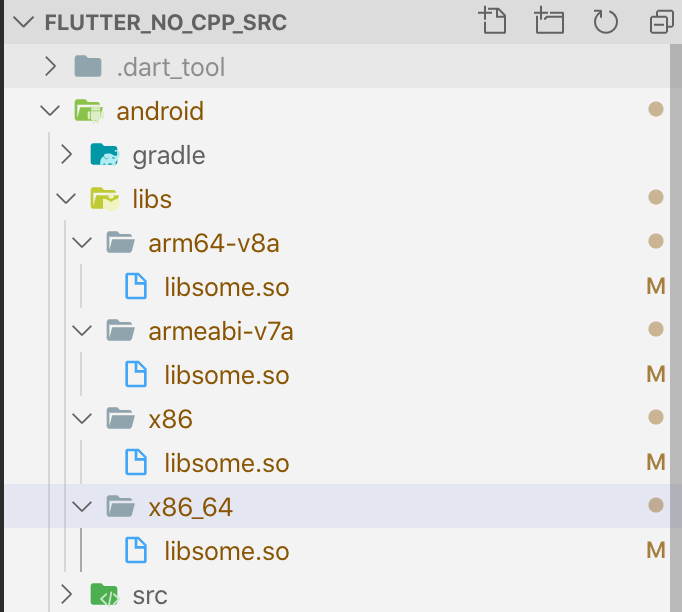 FLUTTER_NO_CPP_SRC
.dart_tool
android
gradle
libs
arm64-v8a
libsome.so M
armeabi-v7a
libsome.so M
x86
libsome.so M
x86_64
libsome.so M
src